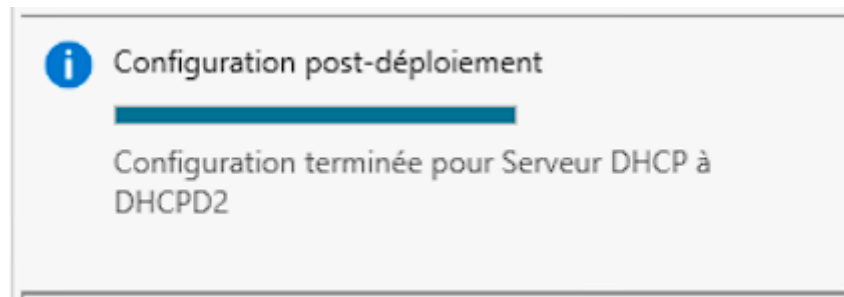 Configuration post-déploiement
Configuration terminée pour Serveur DHCP à
DHCPD2